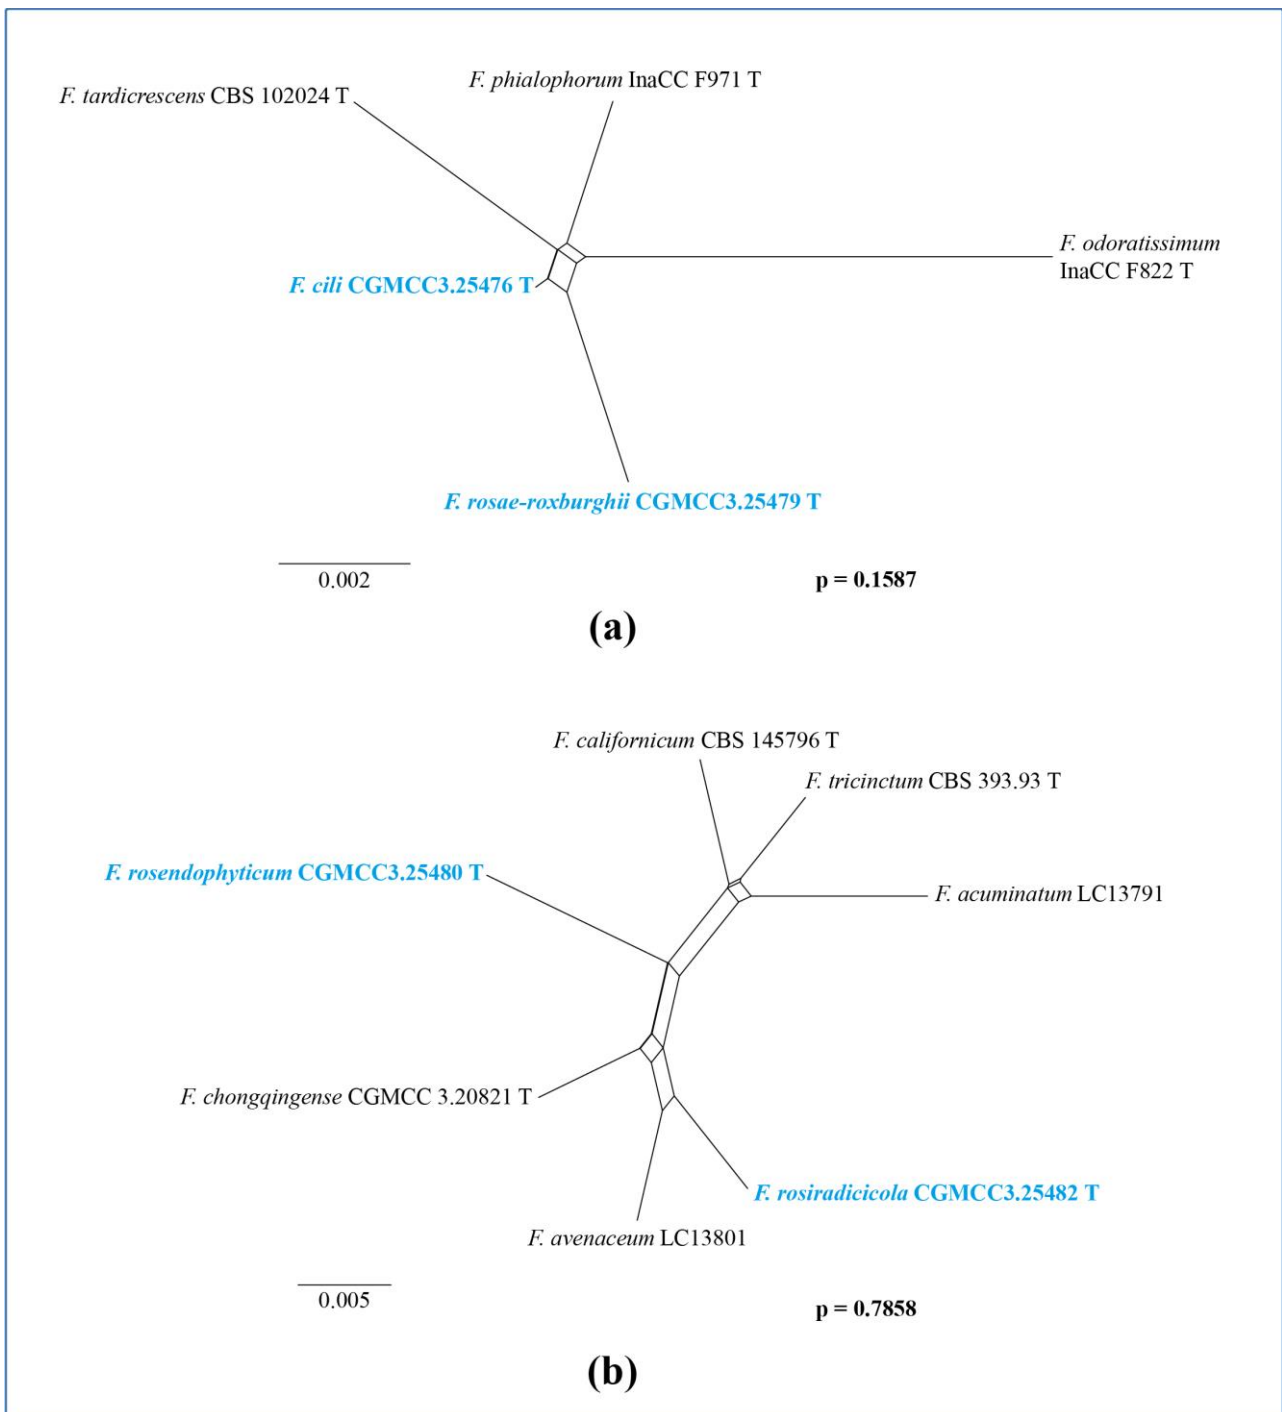 F. phialophorum InaCC F971 T
F. tardicrescens CBS 102024 T
F. odoratissimum
InaCC F822 T
F. cili CGMCC3.25476 T
F. rosae-roxburghii CGMCC3.25479 T
0.002
p = 0.1587
(a)
F. californicum CBS 145796 T
F. tricinctum CBS 393.93 T
F. rosendophyticum CGMCC3.25480 T
F. acuminatum LC13791
F. chongqingense CGMCC 3.20821 T
F. rosiradicicola CGMCC3.25482 T
F. avenaceum LC13801
0.005
p = 0.7858
(b)